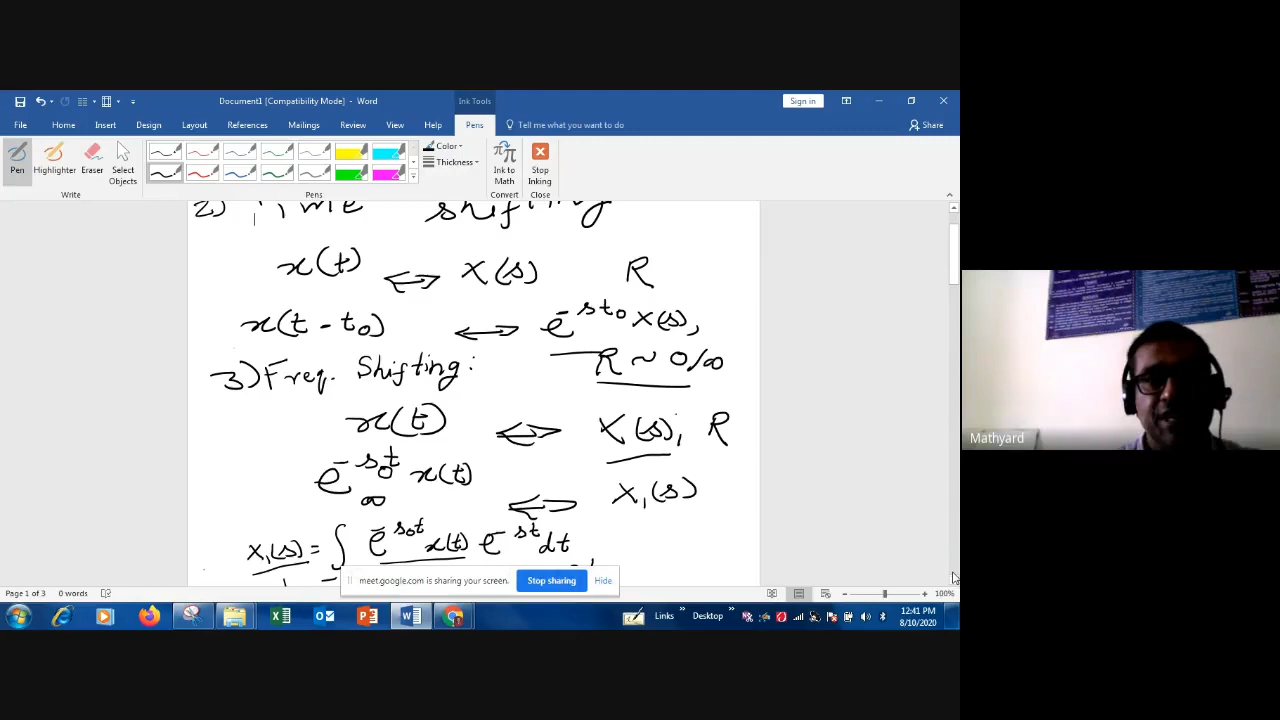 Document1 [Compatibility Mode] - Word
Ink Tools
Sign in
File Home Insert Design Layout References Mailings Review View Help Pens Tell me what you want to do Share
Pen Highlighter Eraser Select Objects
Color
Thickness
Ink to Math
Stop Inking
Write Pens Convert Close
2) Time shifting
x(t) ⇔ X(s) R
x(t - t₀) ⇔ e^{-st₀} X(s),
R ~ 0/∞
3) Freq. Shifting:
x(t) ⇔ X(s), R
e^{-s₀t} x(t) ⇔ X₁(s)
X₁(s) = ∫^∞ e^{-s₀t} x(t) e^{-st} dt
meet.google.com is sharing your screen. Stop sharing Hide
Mathyard
Page 1 of 3 0 words 100%
Links » Desktop »
12:41 PM
8/10/2020